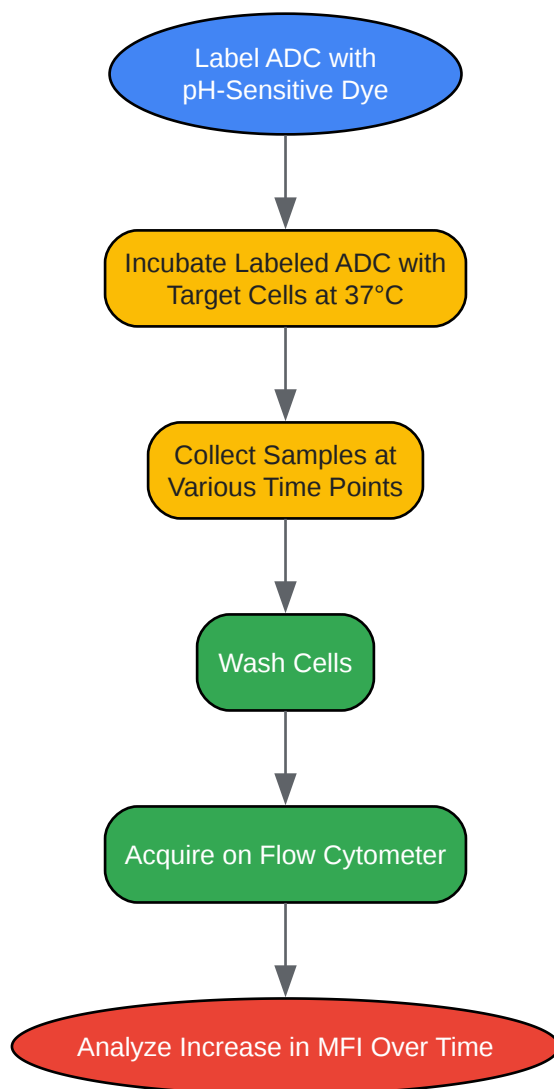 Label ADC with
pH-Sensitive Dye
Incubate Labeled ADC with
Target Cells at 37°C
Collect Samples at
Various Time Points
Wash Cells
Acquire on Flow Cytometer
Analyze Increase in MFI Over Time